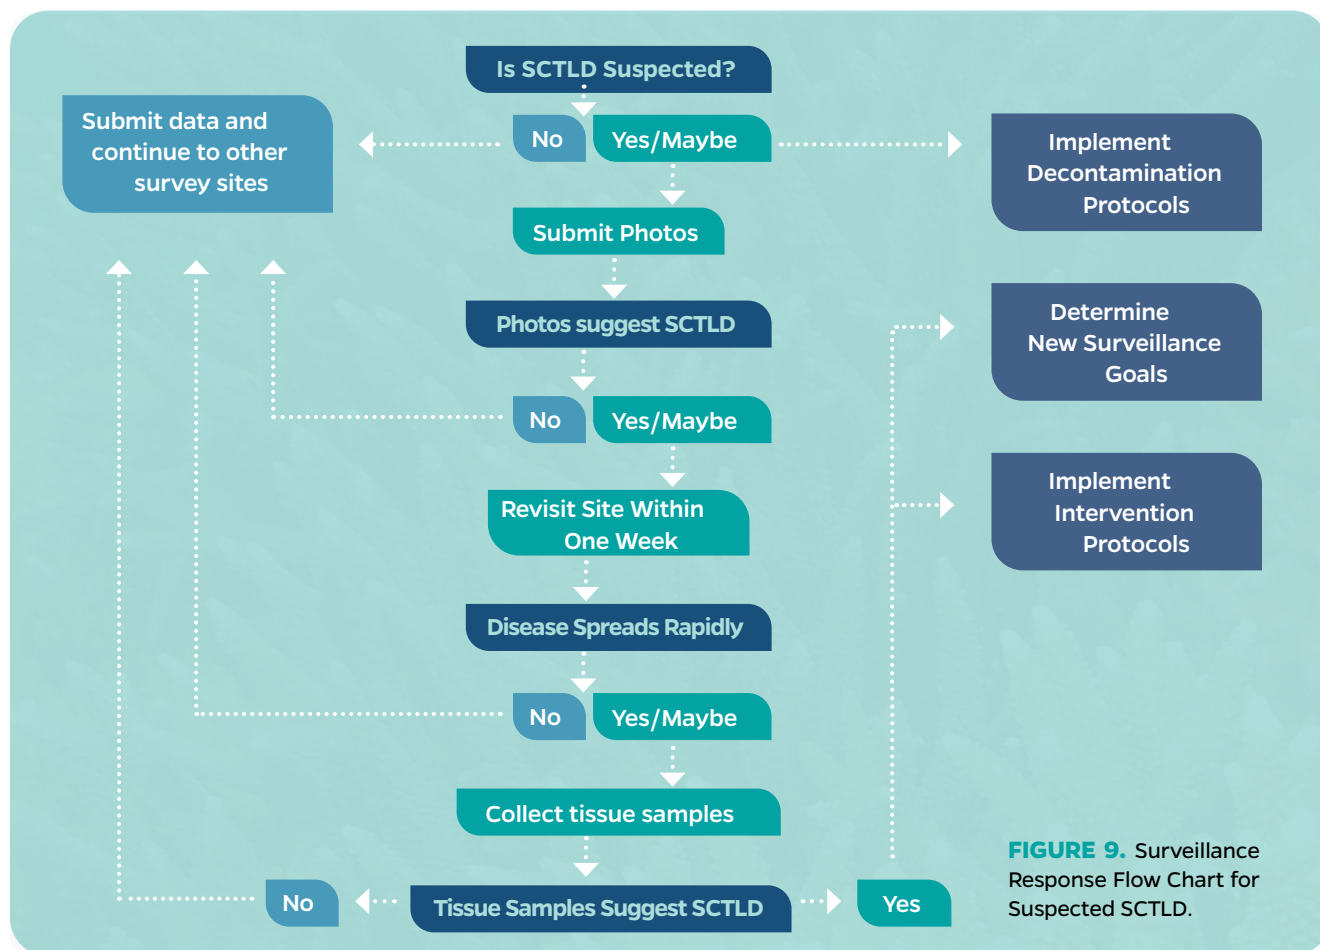 Is SCTLD Suspected?
Submit data and
continue to other
survey sites
No
Yes/Maybe
Implement
Decontamination
Protocols
Submit Photos
Photos suggest SCTLD
Determine
New Surveillance
Goals
No
Yes/Maybe
Revisit Site Within
One Week
Implement
Intervention
Protocols
Disease Spreads Rapidly
No
Yes/Maybe
Collect tissue samples
No
Tissue Samples Suggest SCTLD
Yes
FIGURE 9. Surveillance
Response Flow Chart for
Suspected SCTLD.